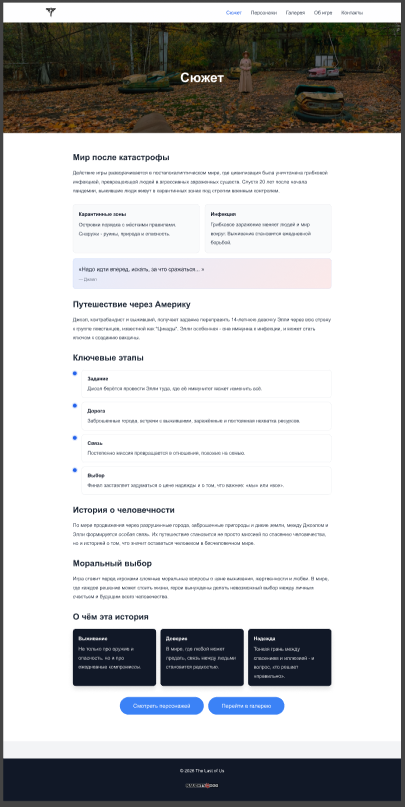 Сюжет
Персонажи
Галерея
Об игре
Контакты
Сюжет
Мир после катастрофы
Действие игры разворачивается в постапокалиптическом мире, где цивилизация была уничтожена грибковой
инфекцией, превращающей людей в агрессивных заражённых существ. Спустя 20 лет после начала
пандемии, выжившие люди живут в карантинных зонах под строгим военным контролем.
Карантинные зоны
Островки порядка с жёсткими правилами.
Снаружи - руины, природа и опасность.
Инфекция
Грибковое заражение меняет людей и мир
вокруг. Выживание становится ежедневной
борьбой.
«Надо идти вперед, искать, за что сражаться... »
— Джоэл
Путешествие через Америку
Джоэл, контрабандист и выживший, получает задание переправить 14-летнюю девочку Элли через всю страну
к группе повстанцев, известной как "Цикады". Элли особенная - она иммунна к инфекции, и может стать
ключом к созданию вакцины.
Ключевые этапы
Задание
Джоэл берётся провести Элли туда, где её иммунитет может изменить всё.
Дорога
Заброшенные города, встречи с выжившими, заражённые и постоянная нехватка ресурсов.
Связь
Постепенно миссия превращается в отношения, похожие на семью.
Выбор
Финал заставляет задуматься о цене надежды и о том, что важнее: «мы» или «все».
История о человечности
По мере продвижения через разрушенные города, заброшенные пригороды и дикие земли, между Джоэлом и
Элли формируется особая связь. Их путешествие становится не просто миссией по спасению человечества,
но и историей о том, что значит оставаться человеком в бесчеловечном мире.
Моральный выбор
Игра ставит перед игроками сложные моральные вопросы о цене выживания, жертвенности и любви. В мире,
где каждое решение может стоить жизни, герои вынуждены делать невозможный выбор между личным
счастьем и будущим всего человечества.
О чём эта история
Выживание
Не только про оружие и
опасность, но и про
ежедневные компромиссы.
Доверие
В мире, где любой может
предать, связь между людьми
становится редкостью.
Надежда
Тонкая грань между
спасением и иллюзией - и
вопрос, кто решает
«правильно».
Смотреть персонажей
Перейти в галерею
© 2026 The Last of Us